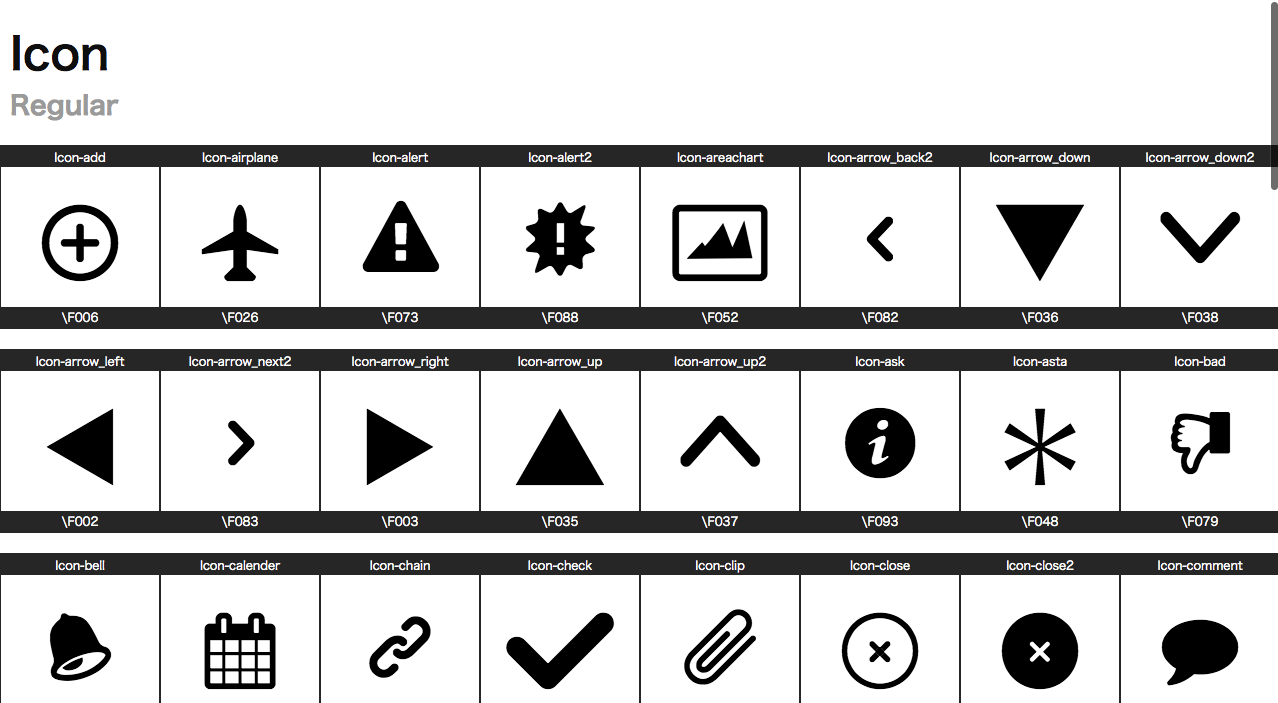 Icon
Regular
Icon-add Icon-airplane Icon-alert Icon-alert2 Icon-areachart Icon-arrow_back2 Icon-arrow_down Icon-arrow_down2
\F006 \F026 \F073 \F088 \F052 \F082 \F036 \F038
Icon-arrow_left Icon-arrow_next2 Icon-arrow_right Icon-arrow_up Icon-arrow_up2 Icon-ask Icon-asta Icon-bad
\F002 \F083 \F003 \F035 \F037 \F093 \F048 \F079
Icon-bell Icon-calender Icon-chain Icon-check Icon-clip Icon-close Icon-close2 Icon-comment